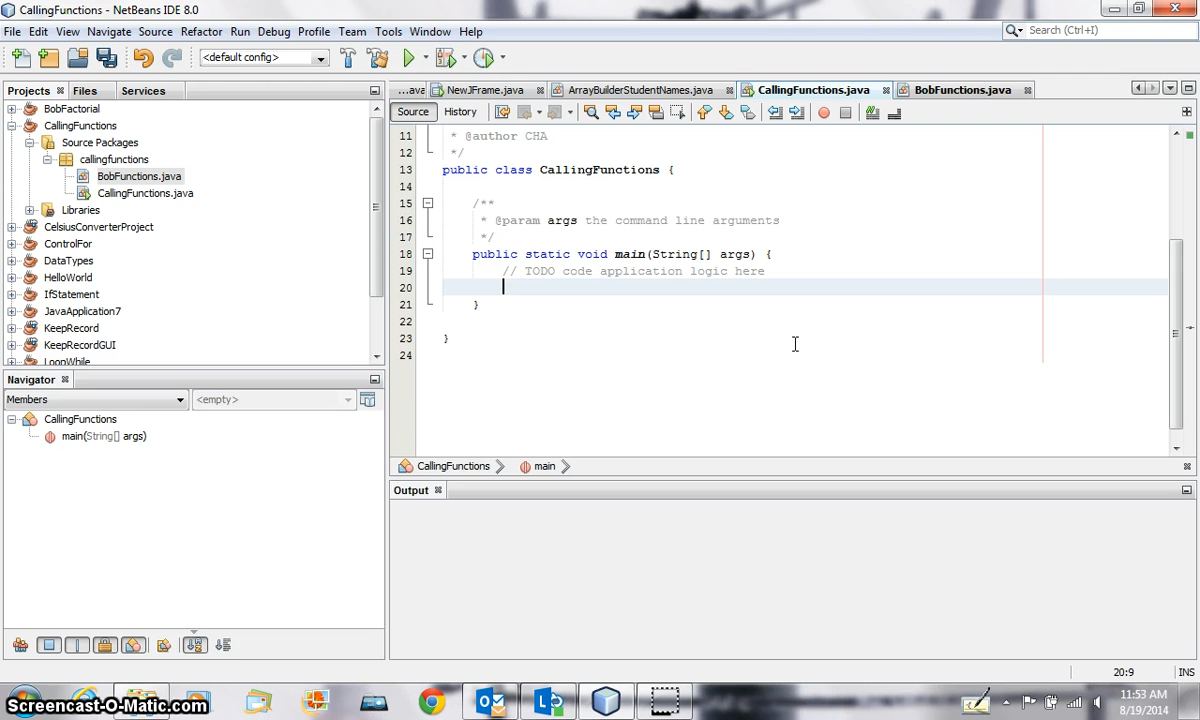 CallingFunctions - NetBeans IDE 8.0
File Edit View Navigate Source Refactor Run Debug Profile Team Tools Window Help
Search (Ctrl+I)
<default config>
Projects Files Services
...ava NewJFrame.java ArrayBuilderStudentNames.java CallingFunctions.java BobFunctions.java
Source History
BobFactorial
CallingFunctions
Source Packages
callingfunctions
BobFunctions.java
CallingFunctions.java
Libraries
CelsiusConverterProject
ControlFor
DataTypes
HelloWorld
IfStatement
JavaApplication7
KeepRecord
KeepRecordGUI
LoopWhile
11 * @author CHA
12 */
13 public class CallingFunctions {
14
15 /**
16 * @param args the command line arguments
17 */
18 public static void main(String[] args) {
19 // TODO code application logic here
20
21 }
22
23 }
24
Navigator
Members <empty>
CallingFunctions
main(String[] args)
CallingFunctions main
Output
20:9 INS
Screencast-O-Matic.com
11:53 AM
8/19/2014